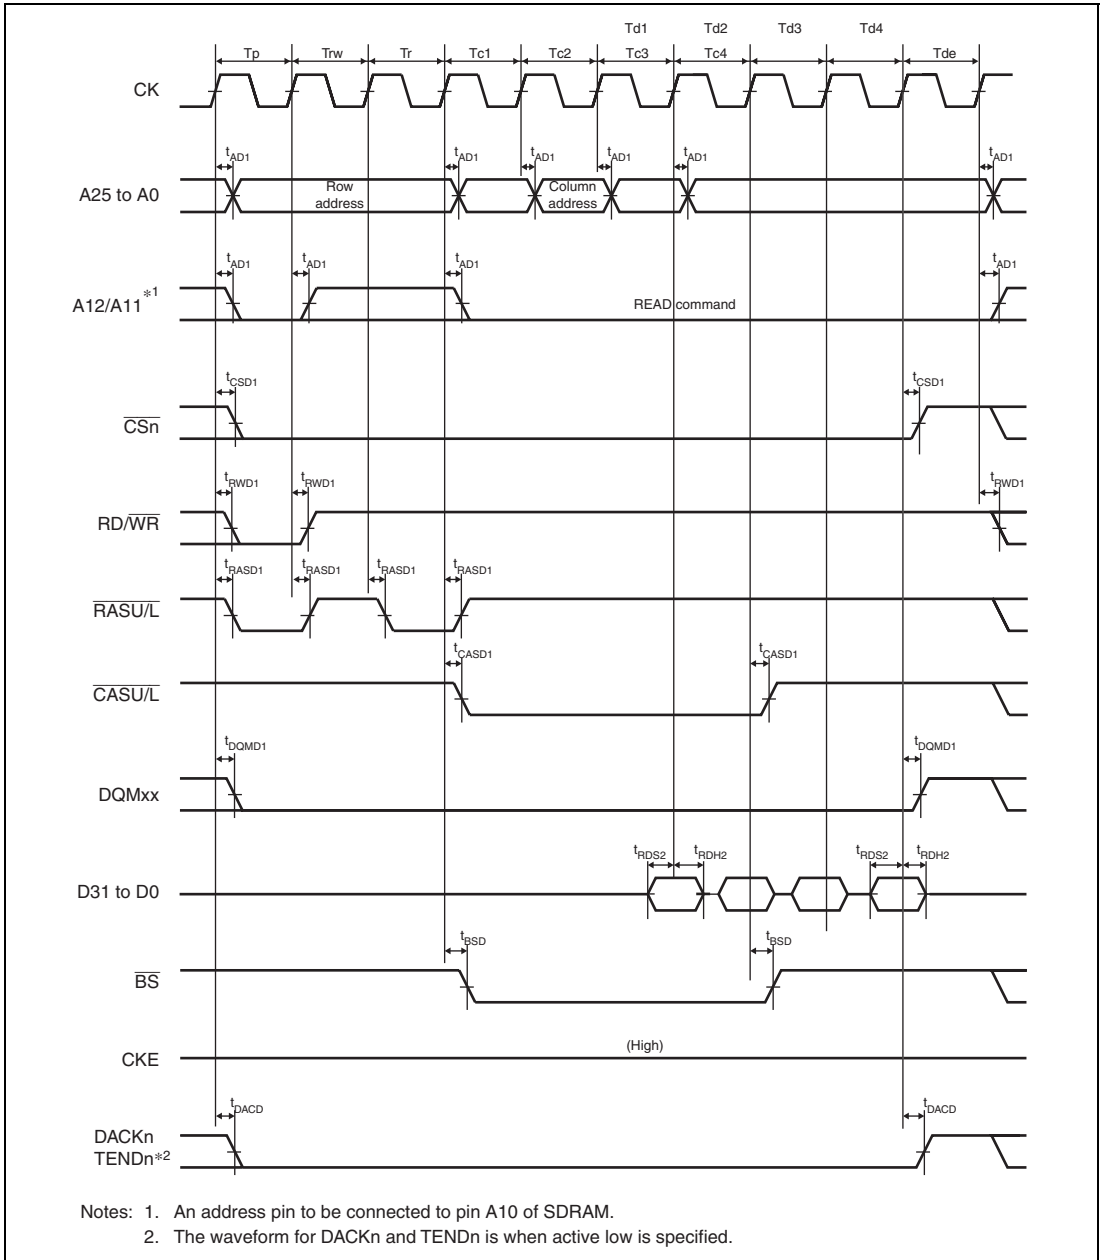 Td1 Td2 Td3 Td4
Tp Trw Tr Tc1 Tc2 Tc3 Tc4 Tde
CK
tAD1 tAD1 tAD1 tAD1 tAD1 tAD1
A25 to A0
Row address
Column address
tAD1 tAD1 tAD1 tAD1
A12/A11*1
READ command
tCSD1 tCSD1
CSn
tRWD1 tRWD1 tRWD1
RD/WR
tRASD1 tRASD1 tRASD1 tRASD1
RASU/L
tCASD1 tCASD1
CASU/L
tDQMD1 tDQMD1
DQMxx
tRDS2 tRDH2 tRDS2 tRDH2
D31 to D0
tBSD tBSD
BS
(High)
CKE
tDACD tDACD
DACKn
TENDn*2
Notes: 1. An address pin to be connected to pin A10 of SDRAM.
2. The waveform for DACKn and TENDn is when active low is specified.